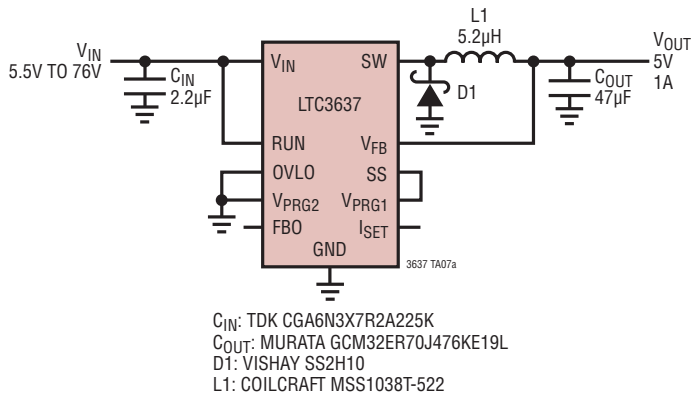 L1
5.2µH
VIN
5.5V TO 76V
CIN
2.2µF
VIN
SW
LTC3637
D1
VOUT
5V
1A
COUT
47µF
RUN
VFB
OVLO
SS
VPRG2
VPRG1
FBO
ISET
GND
3637 TA07a
CIN: TDK CGA6N3X7R2A225K
COUT: MURATA GCM32ER70J476KE19L
D1: VISHAY SS2H10
L1: COILCRAFT MSS1038T-522